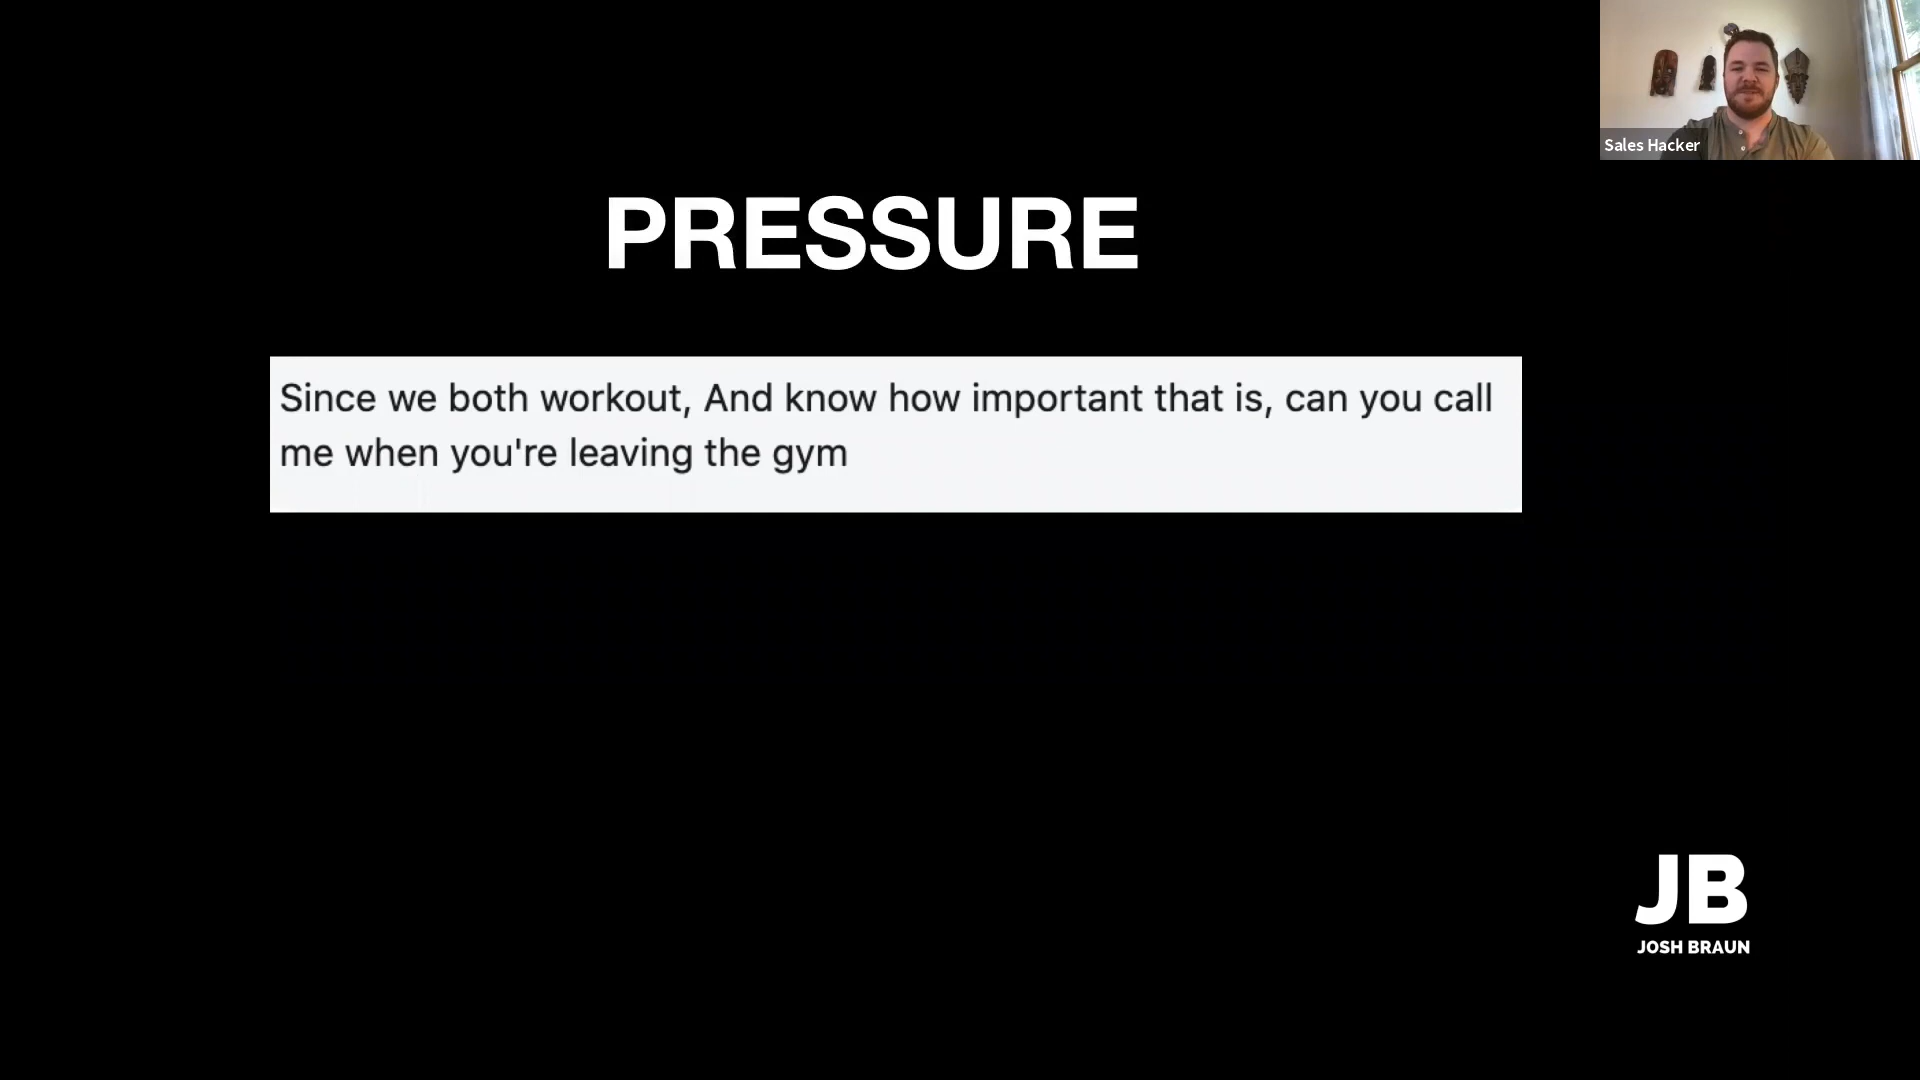 Sales Hacker
PRESSURE
Since we both workout, And know how important that is, can you call
me when you're leaving the gym
JB
JOSH BRAUN